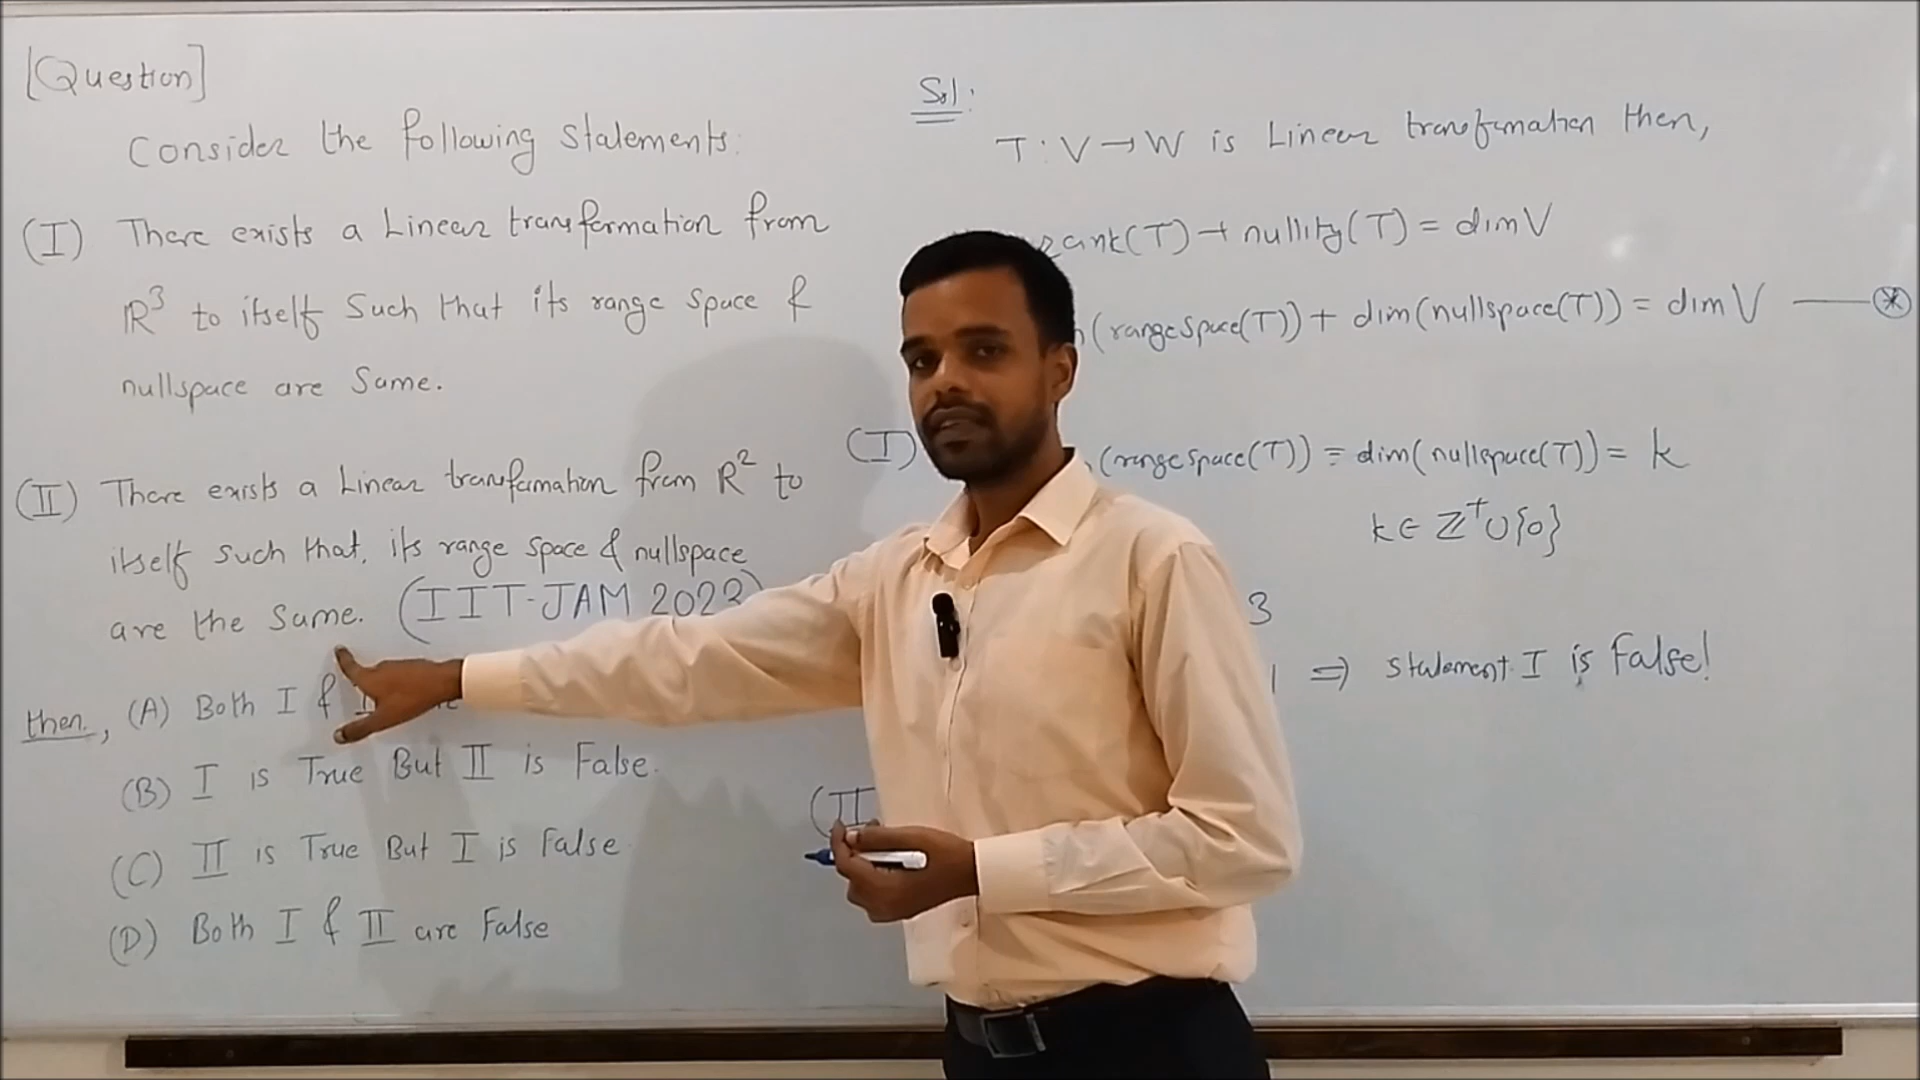 [Question]
Consider the following statements:
(I) There exists a Linear transformation from
R³ to itself Such that its range space &
nullspace are Same.
(II) There exists a Linear transformation from R² to
itself such that, its range space & nullspace
are the Same. (IIT-JAM 2023)
then, (A) Both I &
(B) I is True But II is False.
(C) II is True But I is False
(D) Both I & II are False
Sol:
T: V → W is Linear transformation then,
rank(T) + nullity(T) = dim V
(rangespace(T)) + dim(nullspace(T)) = dim V —— *
(I) (rangespace(T)) = dim(nullspace(T)) = k
k ∈ Z⁺ ∪ {0}
3
⇒ statement I is False!
(II